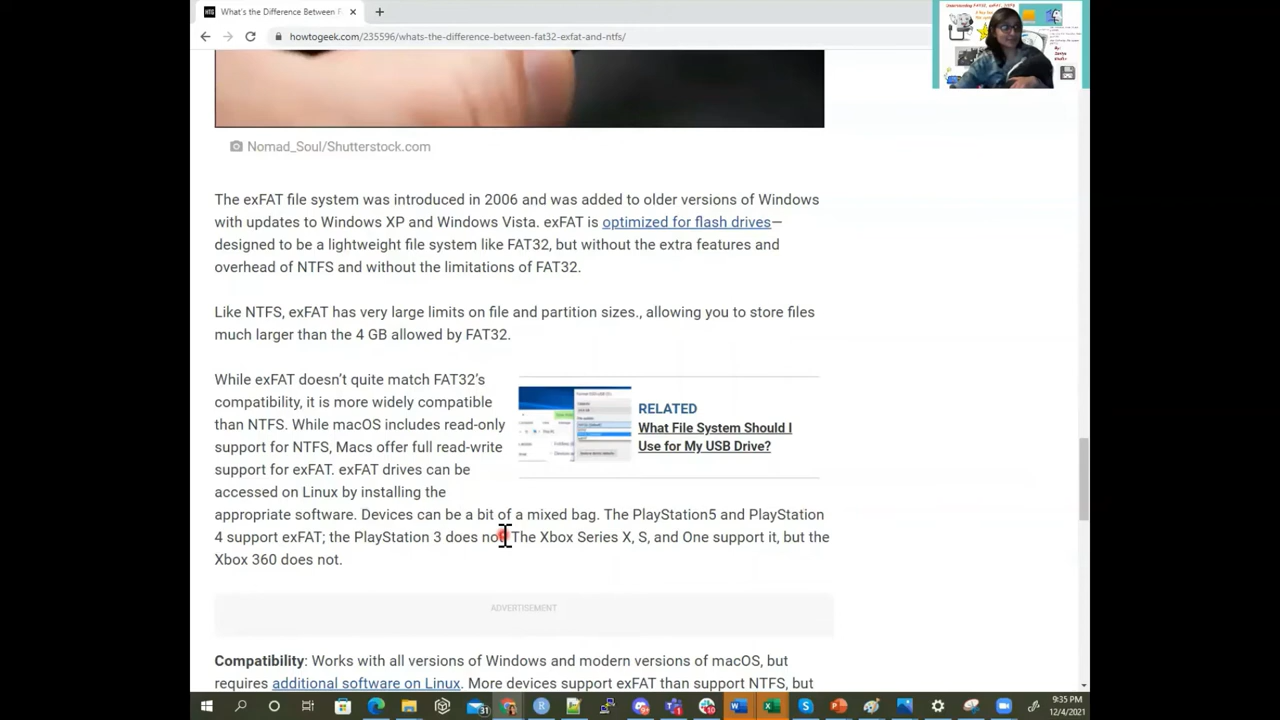 What's the Difference Between F
howtogeek.com
5596/whats-the-difference-between-fat32-exfat-and-ntfs/
Nomad_Soul/Shutterstock.com
The exFAT file system was introduced in 2006 and was added to older versions of Windows
with updates to Windows XP and Windows Vista. exFAT is optimized for flash drives—
designed to be a lightweight file system like FAT32, but without the extra features and
overhead of NTFS and without the limitations of FAT32.
Like NTFS, exFAT has very large limits on file and partition sizes., allowing you to store files
much larger than the 4 GB allowed by FAT32.
While exFAT doesn't quite match FAT32's
compatibility, it is more widely compatible
than NTFS. While macOS includes read-only
support for NTFS, Macs offer full read-write
support for exFAT. exFAT drives can be
accessed on Linux by installing the
appropriate software. Devices can be a bit of a mixed bag. The PlayStation5 and PlayStation
4 support exFAT; the PlayStation 3 does not. The Xbox Series X, S, and One support it, but the
Xbox 360 does not.
RELATED
What File System Should I
Use for My USB Drive?
ADVERTISEMENT
Compatibility: Works with all versions of Windows and modern versions of macOS, but
requires additional software on Linux. More devices support exFAT than support NTFS, but
9:35 PM
12/4/2021